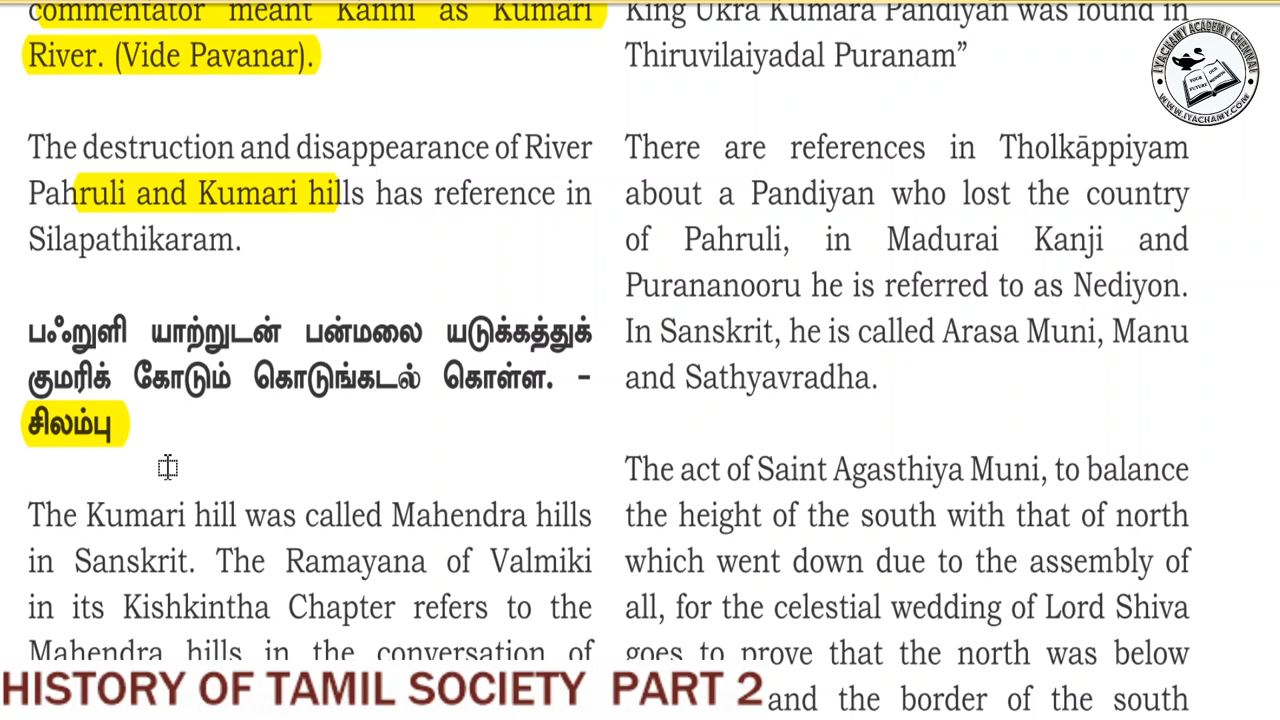 commentator meant Kanni as Kumari
River. (Vide Pavanar).
The destruction and disappearance of River
Pahruli and Kumari hills has reference in
Silapathikaram.
பஃறுளி யாற்றுடன் பன்மலை யடுக்கத்துக்
குமரிக் கோடும் கொடுங்கடல் கொள்ள. –
சிலம்பு
The Kumari hill was called Mahendra hills
in Sanskrit. The Ramayana of Valmiki
in its Kishkintha Chapter refers to the
Mahendra hills in the conversation of
King Ukra Kumara Pandiyan was found in
Thiruvilaiyadal Puranam”
There are references in Tholkāppiyam
about a Pandiyan who lost the country
of Pahruli, in Madurai Kanji and
Purananooru he is referred to as Nediyon.
In Sanskrit, he is called Arasa Muni, Manu
and Sathyavradha.
The act of Saint Agasthiya Muni, to balance
the height of the south with that of north
which went down due to the assembly of
all, for the celestial wedding of Lord Shiva
goes to prove that the north was below
and the border of the south
HISTORY OF TAMIL SOCIETY PART 2
IYACHAMY ACADEMY CHENNAI
YOUR FUTURE OUR MISSION
WWW.IYACHAMY.COM